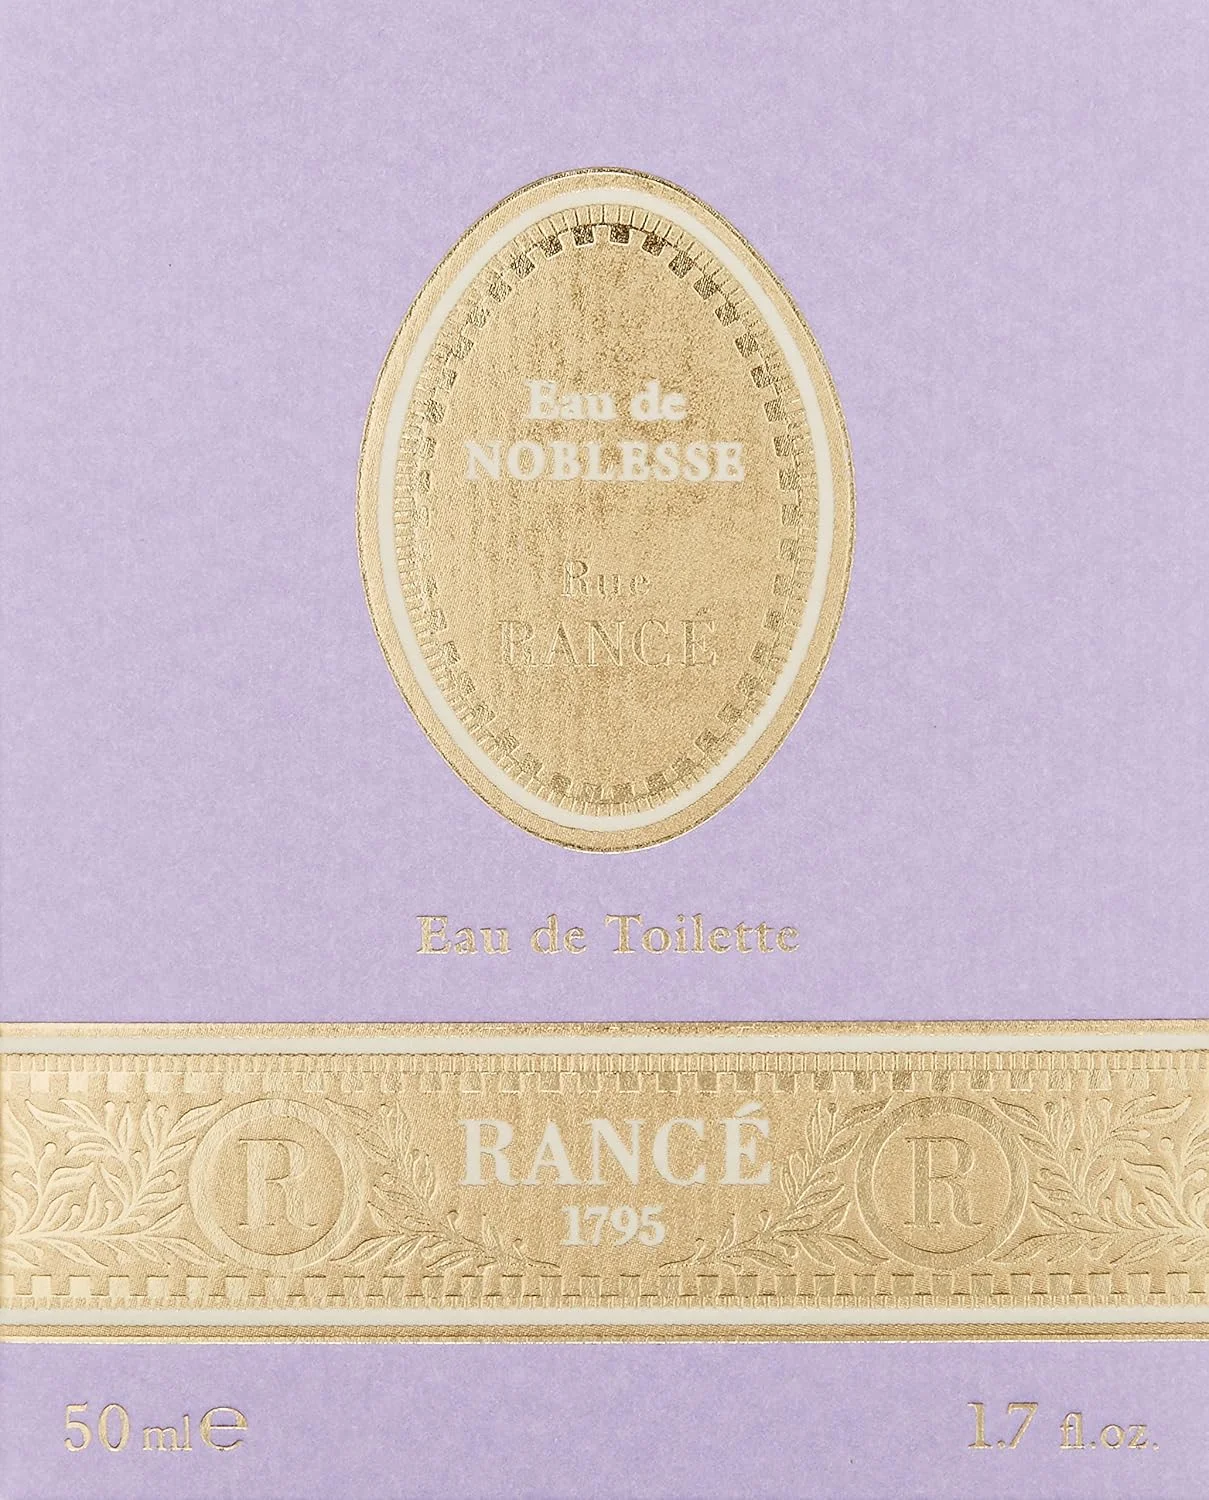 Eau de
NOBLESSE
Rue
RANCÉ
Eau de Toilette
R RANCÉ R
1795
50 ml ℮ 1.7 fl.oz.